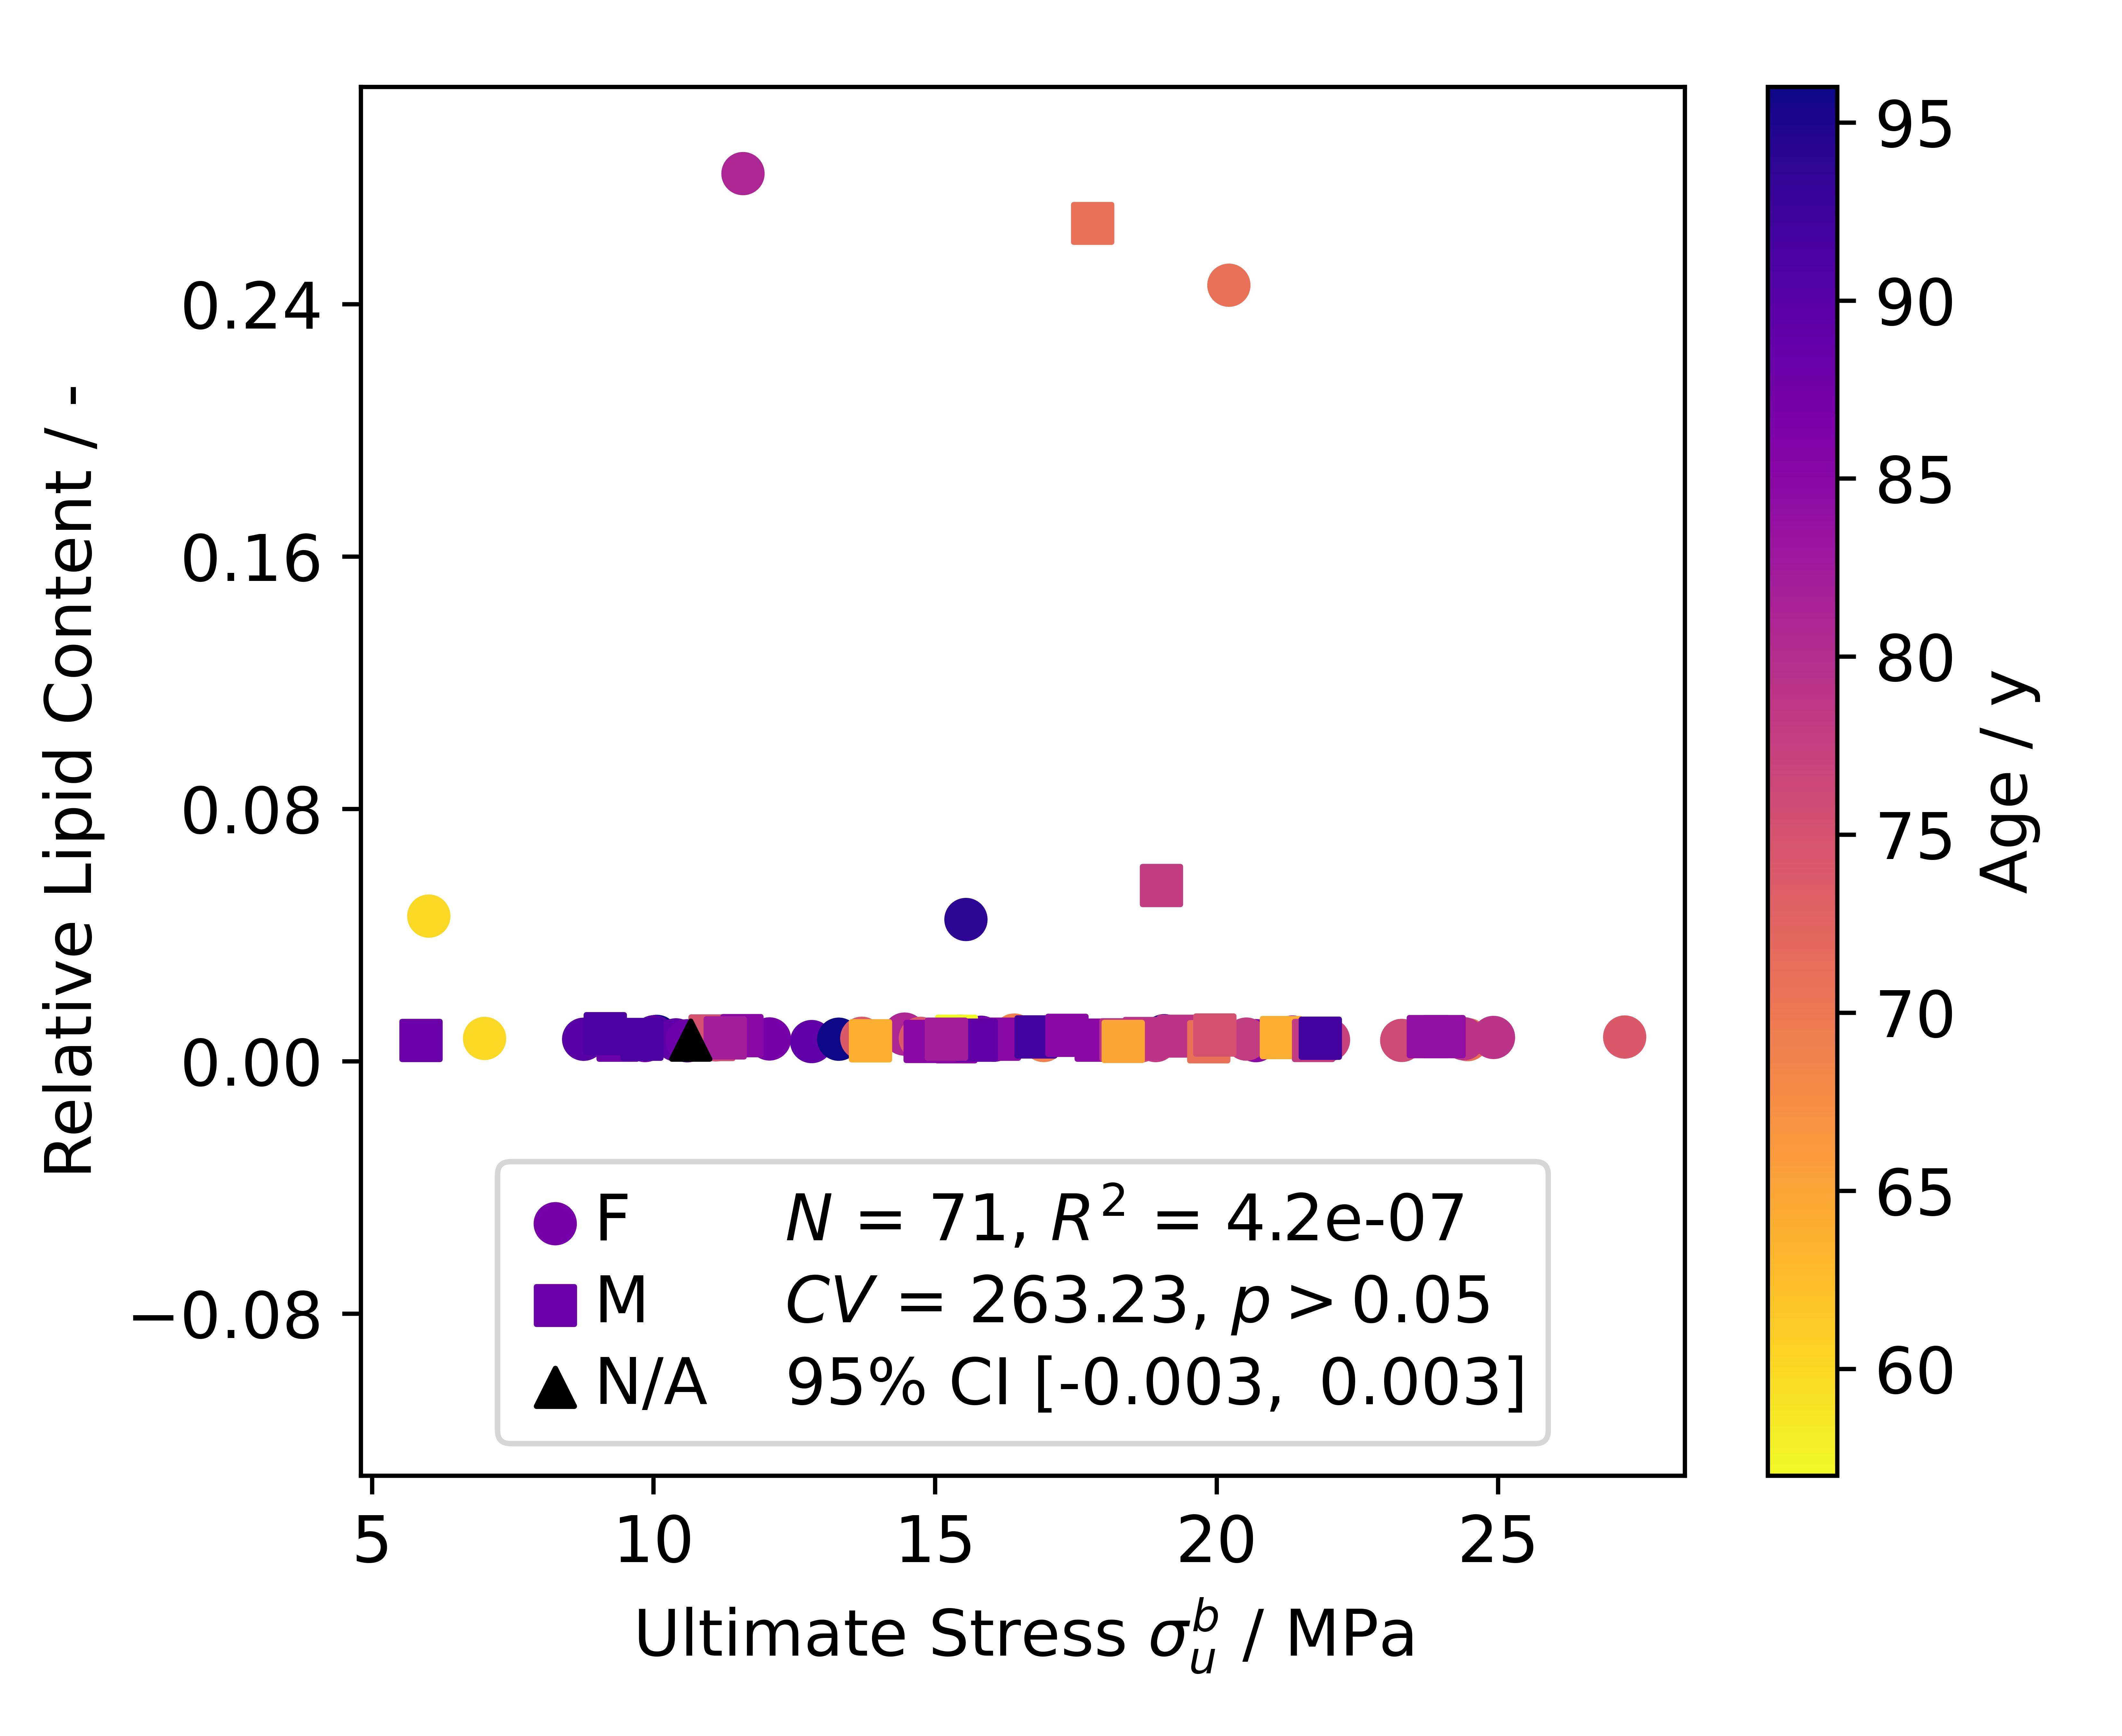 0.24
0.16
0.08
0.00
−0.08
Relative Lipid Content / -
F N = 71, R² = 4.2e-07
M CV = 263.23, p > 0.05
N/A 95% CI [-0.003, 0.003]
5 10 15 20 25
Ultimate Stress σᵇᵤ / MPa
95
90
85
80
75
70
65
60
Age / y